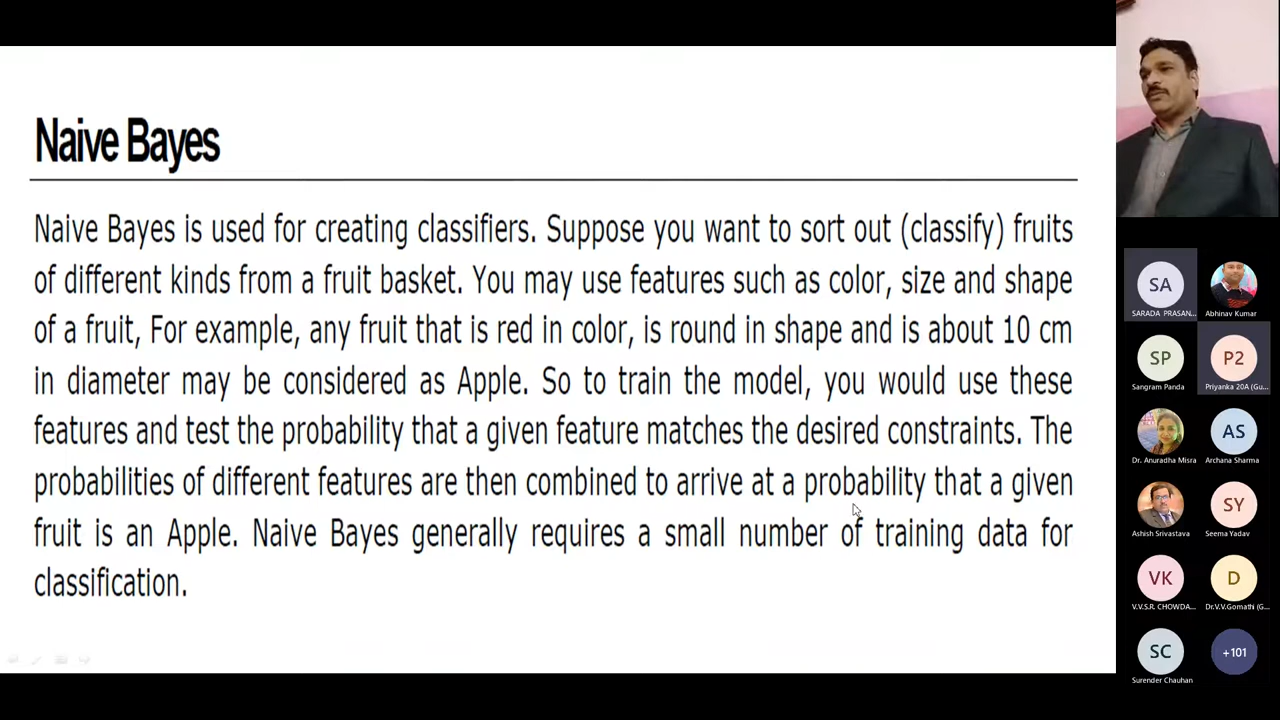 Naive Bayes
Naive Bayes is used for creating classifiers. Suppose you want to sort out (classify) fruits
of different kinds from a fruit basket. You may use features such as color, size and shape
of a fruit, For example, any fruit that is red in color, is round in shape and is about 10 cm
in diameter may be considered as Apple. So to train the model, you would use these
features and test the probability that a given feature matches the desired constraints. The
probabilities of different features are then combined to arrive at a probability that a given
fruit is an Apple. Naive Bayes generally requires a small number of training data for
classification.
SA
SARADA PRASAN...
Abhinav Kumar
SP
Sangram Panda
P2
Priyanka 20A (Gu...
Dr. Anuradha Misra
AS
Archana Sharma
Ashish Srivastava
SY
Seema Yadav
VK
V.V.S.R. CHOWDA...
D
Dr.V.V.Gomathi (G...
SC
Surender Chauhan
+101